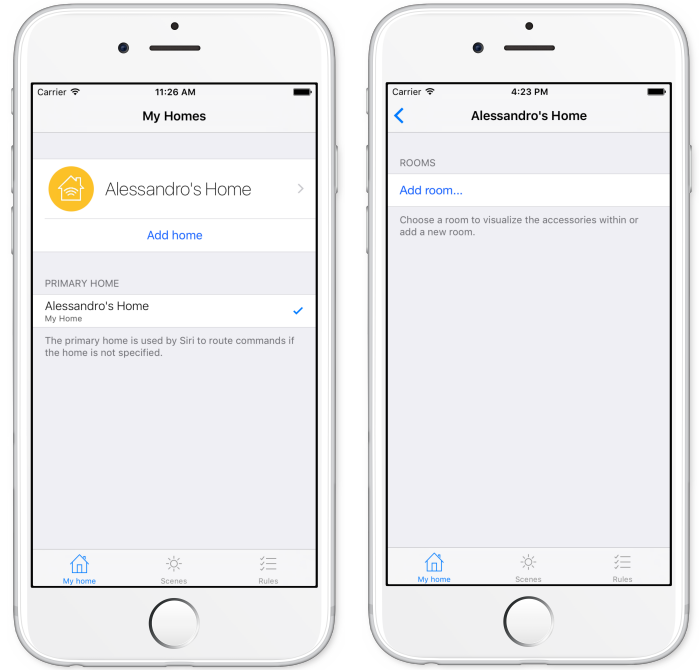 Carrier 11:26 AM
My Homes
Alessandro's Home
Add home
PRIMARY HOME
Alessandro's Home
My Home
The primary home is used by Siri to route commands if
the home is not specified.
My home Scenes Rules
Carrier 4:23 PM
Alessandro's Home
ROOMS
Add room...
Choose a room to visualize the accessories within or
add a new room.
My home Scenes Rules